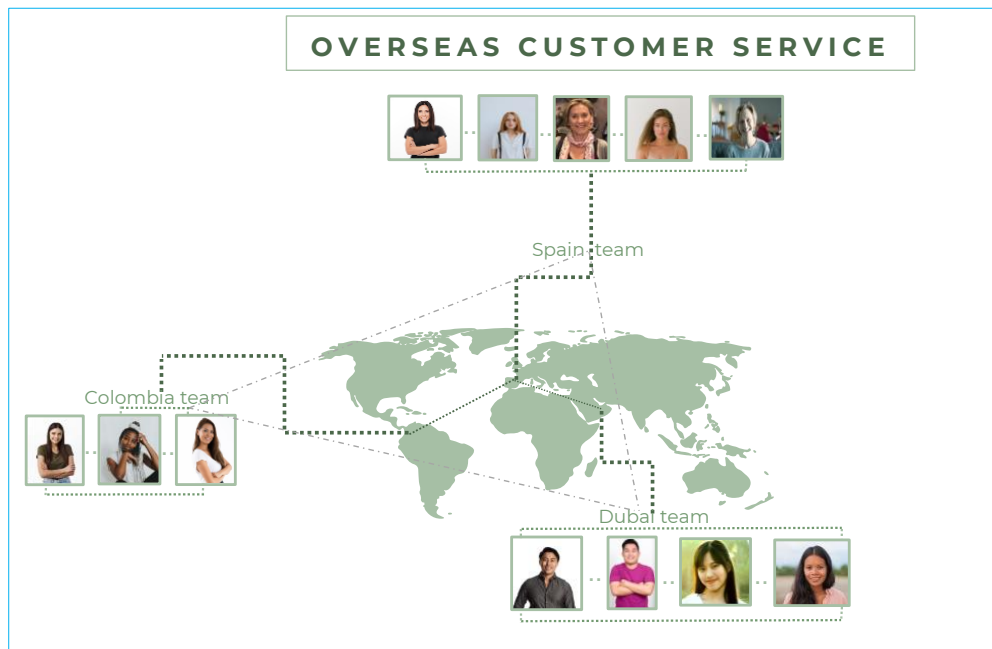 OVERSEAS CUSTOMER SERVICE
Spain team
Colombia team
Dubai team